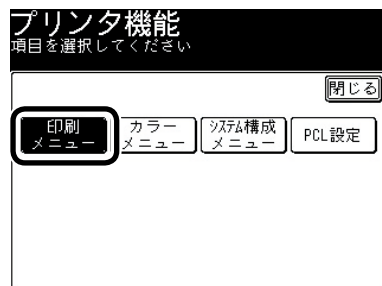 プリンタ機能
項目を選択してください
閉じる
印刷
メニュー
カラー
メニュー
ｼｽﾃﾑ構成
メニュー
PCL設定